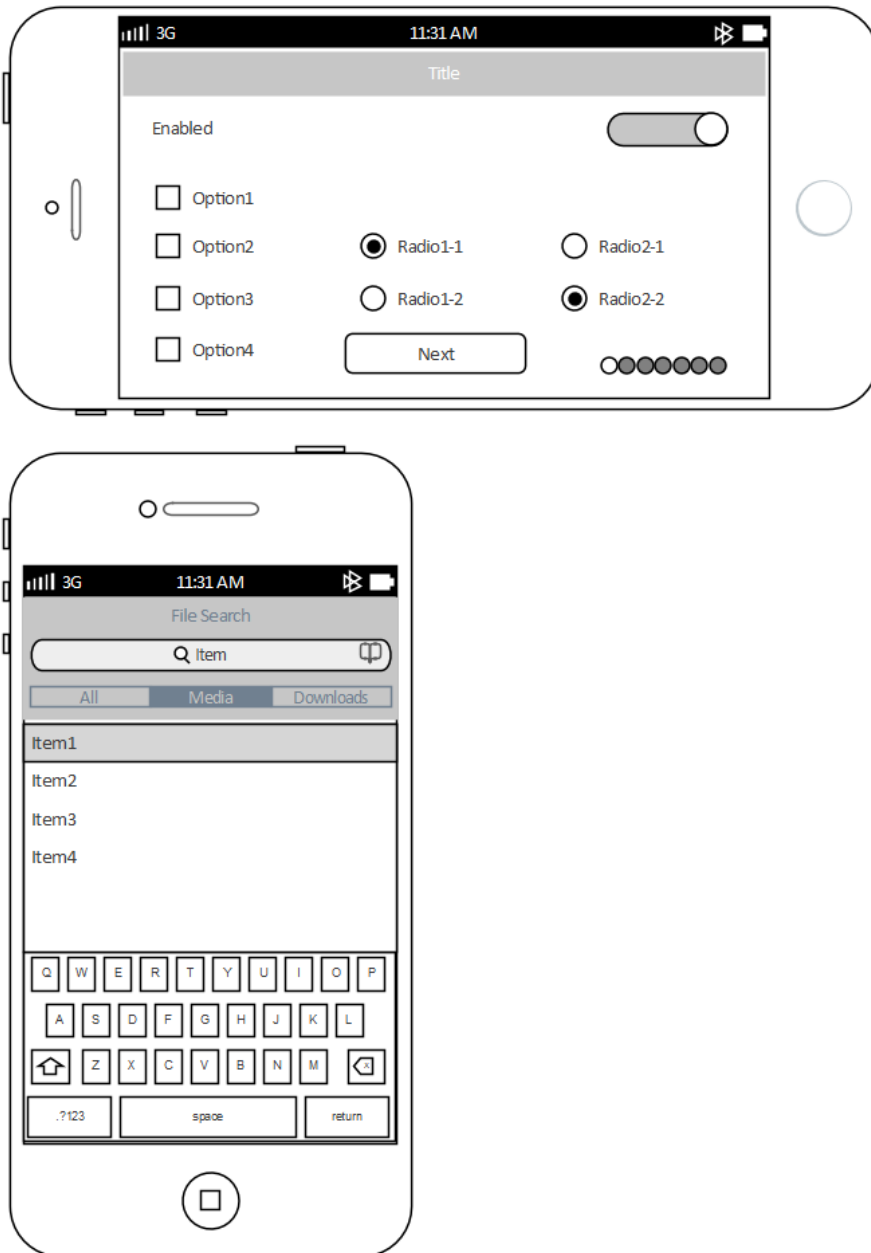 3G 11:31 AM
Title
Enabled
Option1
Option2 Radio1-1 Radio2-1
Option3 Radio1-2 Radio2-2
Option4 Next
3G 11:31 AM
File Search
Item
All Media Downloads
Item1
Item2
Item3
Item4
Q W E R T Y U I O P
A S D F G H J K L
Z X C V B N M X
.?123 space return